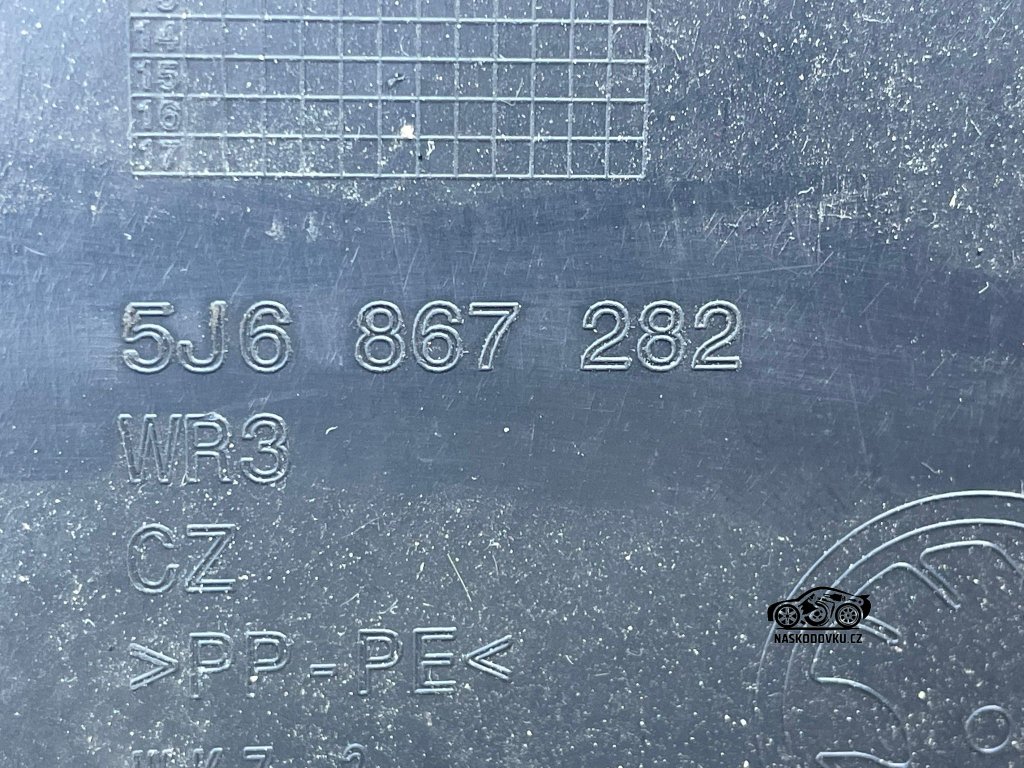 14
15
16
17
5J6 867 282
WR3
CZ
>PP-PE<
NASKODOVKU.CZ